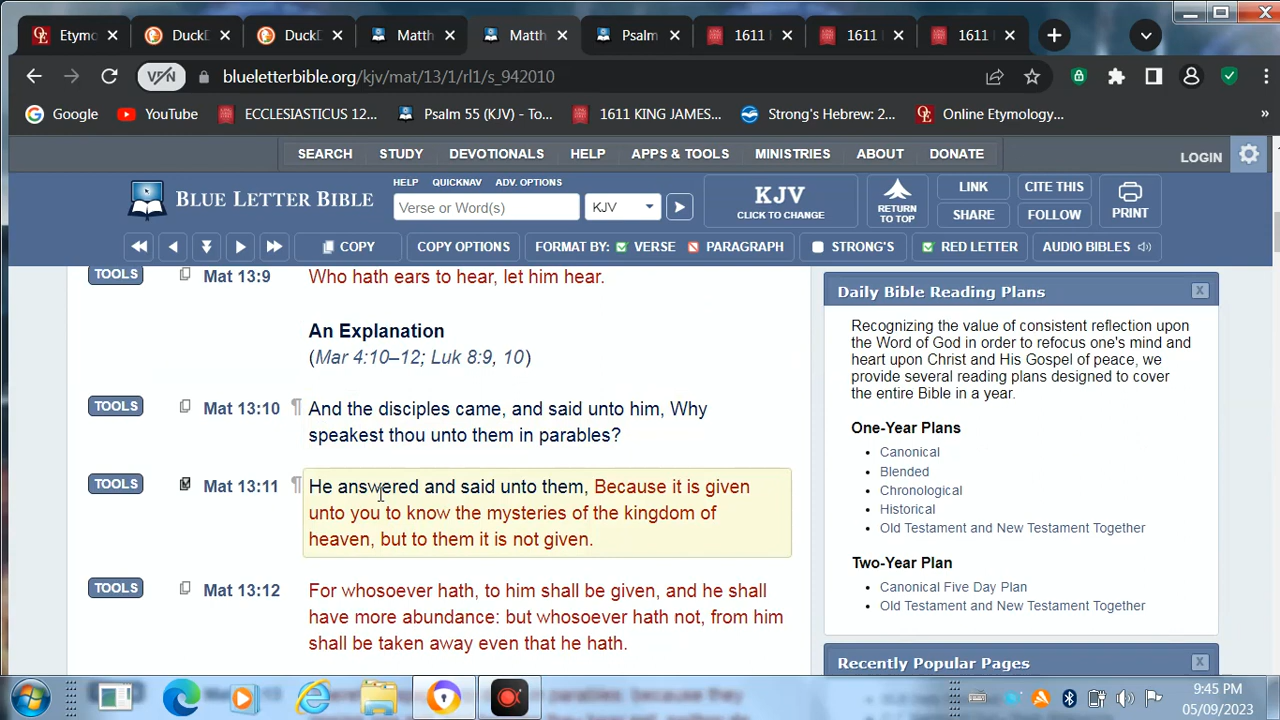 Etymo
DuckD
DuckD
Matth
Matth
Psalm
1611
1611
1611
VPN
blueletterbible.org/kjv/mat/13/1/rl1/s_942010
Google
YouTube
ECCLESIASTICUS 12...
Psalm 55 (KJV) - To...
1611 KING JAMES...
Strong's Hebrew: 2...
Online Etymology...
»
SEARCH STUDY DEVOTIONALS HELP APPS & TOOLS MINISTRIES ABOUT DONATE
LOGIN
BLUE LETTER BIBLE
HELP QUICKNAV ADV. OPTIONS
Verse or Word(s)
KJV
KJV
CLICK TO CHANGE
RETURN
TO TOP
LINK
CITE THIS
SHARE
FOLLOW
PRINT
COPY
COPY OPTIONS
FORMAT BY: VERSE PARAGRAPH
STRONG'S
RED LETTER
AUDIO BIBLES
TOOLS Mat 13:9 Who hath ears to hear, let him hear.
An Explanation
(Mar 4:10–12; Luk 8:9, 10)
TOOLS Mat 13:10 ¶ And the disciples came, and said unto him, Why
speakest thou unto them in parables?
TOOLS Mat 13:11 ¶ He answered and said unto them, Because it is given
unto you to know the mysteries of the kingdom of
heaven, but to them it is not given.
TOOLS Mat 13:12 For whosoever hath, to him shall be given, and he shall
have more abundance: but whosoever hath not, from him
shall be taken away even that he hath.
Daily Bible Reading Plans
X
Recognizing the value of consistent reflection upon
the Word of God in order to refocus one's mind and
heart upon Christ and His Gospel of peace, we
provide several reading plans designed to cover
the entire Bible in a year.
One-Year Plans
Canonical
Blended
Chronological
Historical
Old Testament and New Testament Together
Two-Year Plan
Canonical Five Day Plan
Old Testament and New Testament Together
Recently Popular Pages
X
9:45 PM
05/09/2023